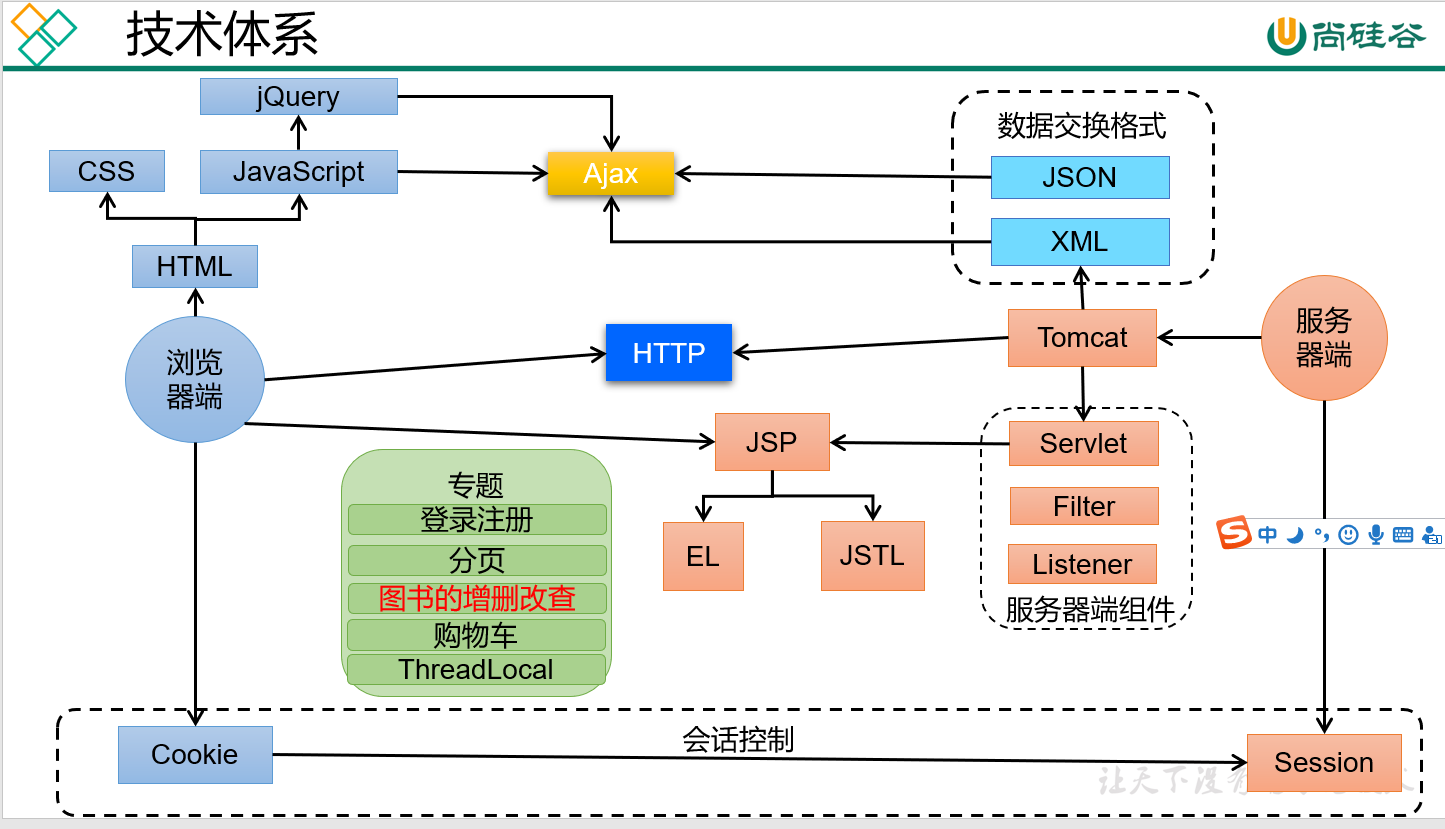 技术体系
尚硅谷
jQuery
数据交换格式
CSS
JavaScript
Ajax
JSON
XML
HTML
浏览
器端
HTTP
Tomcat
服务
器端
JSP
Servlet
专题
登录注册
分页
图书的增删改查
购物车
ThreadLocal
EL
JSTL
Filter
Listener
服务器端组件
中
会话控制
Cookie
Session
让天下没有